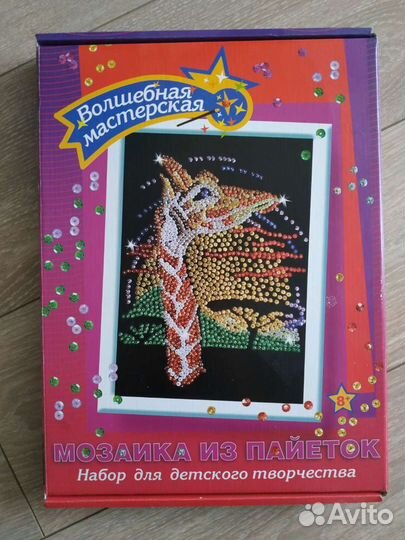 Волшебная
мастерская
8+
МОЗАИКА ИЗ ПАЙЕТОК
Набор для детского творчества
Avito